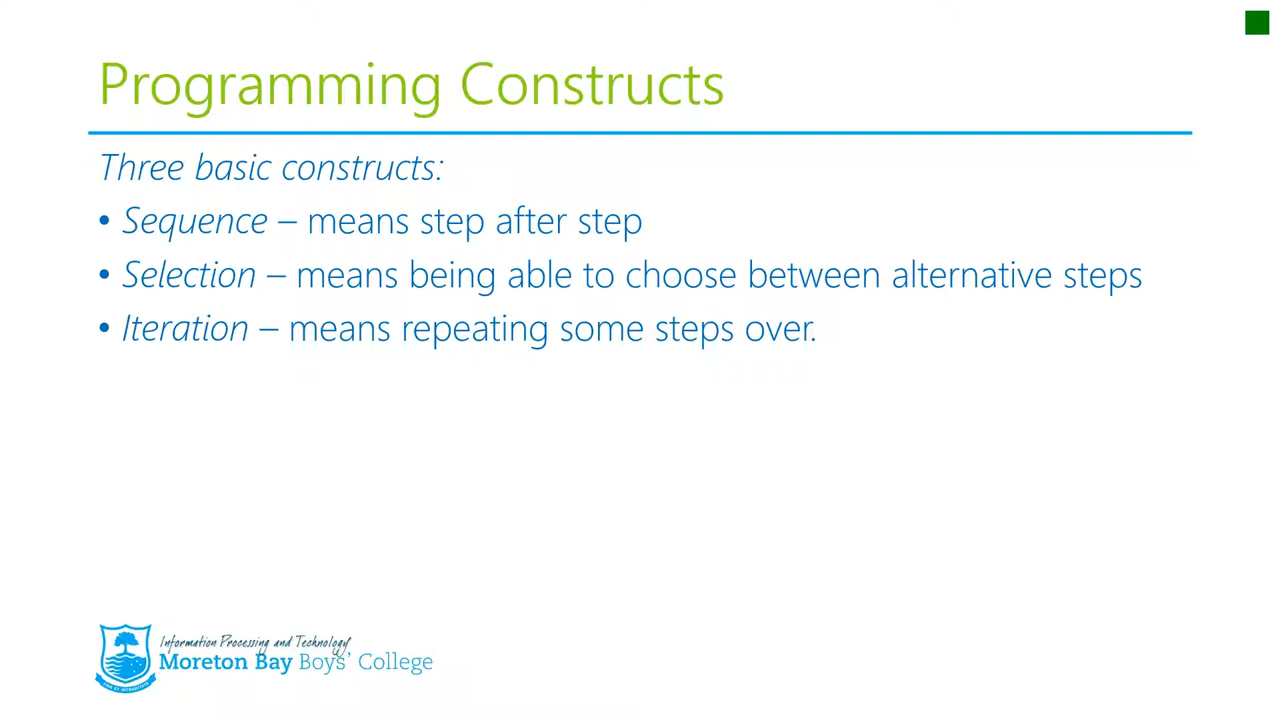 Programming Constructs
Three basic constructs:
• Sequence – means step after step
• Selection – means being able to choose between alternative steps
• Iteration – means repeating some steps over.
Information Processing and Technology
Moreton Bay Boys' College